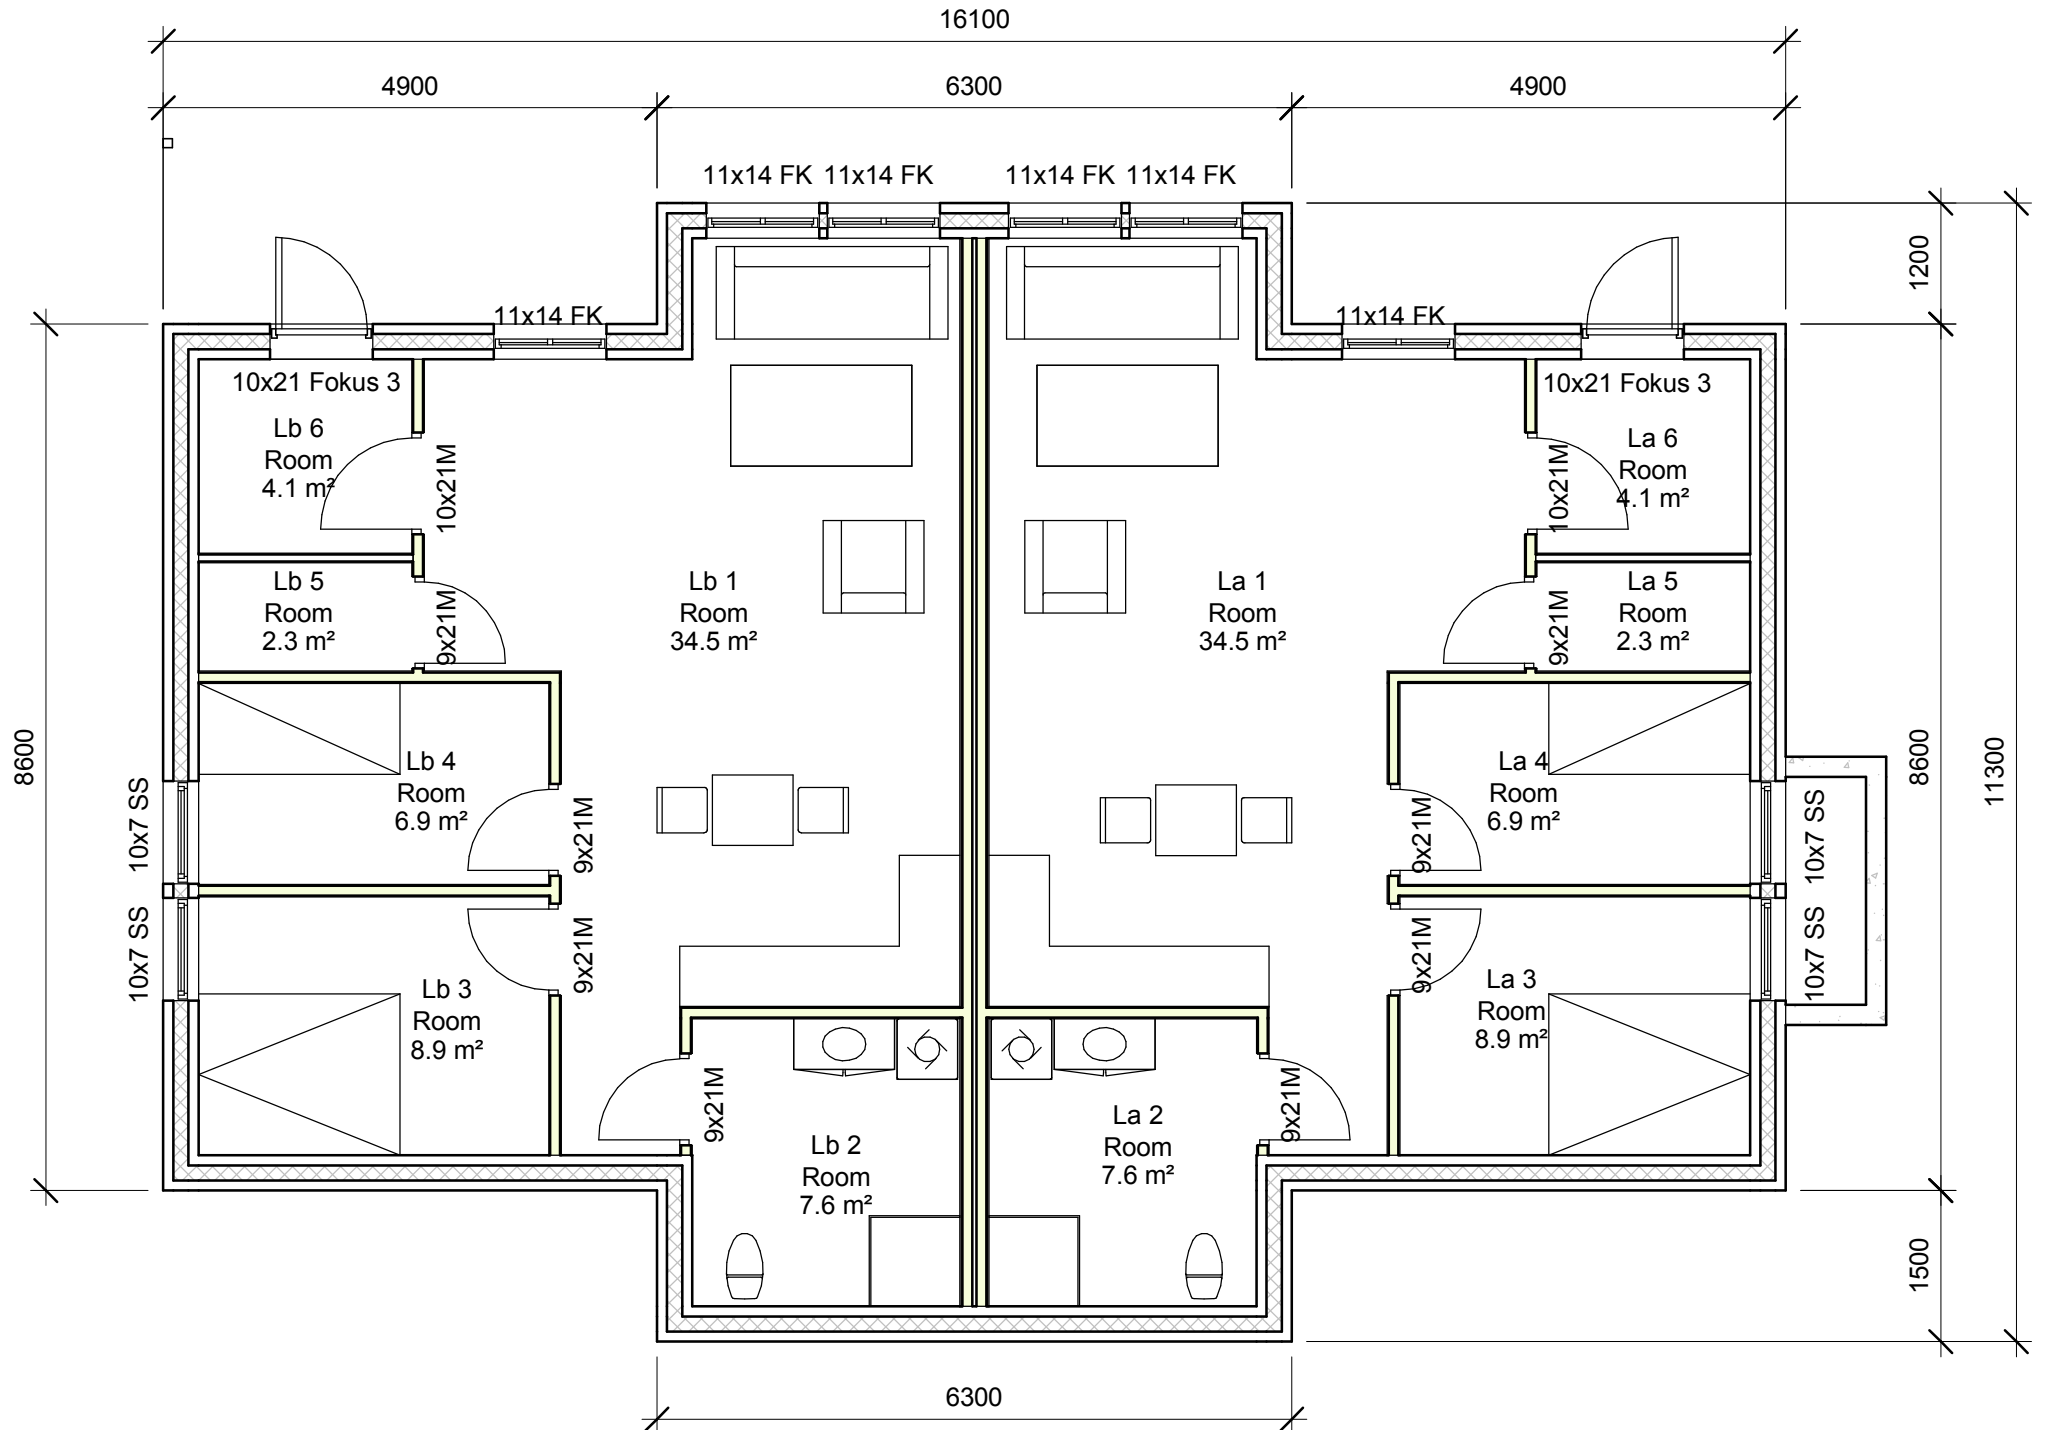 16100
4900
6300
4900
11x14 FK
11x14 FK
11x14 FK
11x14 FK
1200
11x14 FK
11x14 FK
10x21 Fokus 3
10x21 Fokus 3
Lb 6
Room
4.1 m²
10x21M
10x21M
La 6
Room
4.1 m²
Lb 5
Room
2.3 m²
9x21M
Lb 1
Room
34.5 m²
La 1
Room
34.5 m²
9x21M
La 5
Room
2.3 m²
8600
8600
11300
Lb 4
Room
6.9 m²
La 4
Room
6.9 m²
10x7 SS
9x21M
9x21M
10x7 SS
10x7 SS
9x21M
9x21M
10x7 SS
Lb 3
Room
8.9 m²
La 3
Room
8.9 m²
9x21M
9x21M
Lb 2
Room
7.6 m²
La 2
Room
7.6 m²
1500
6300